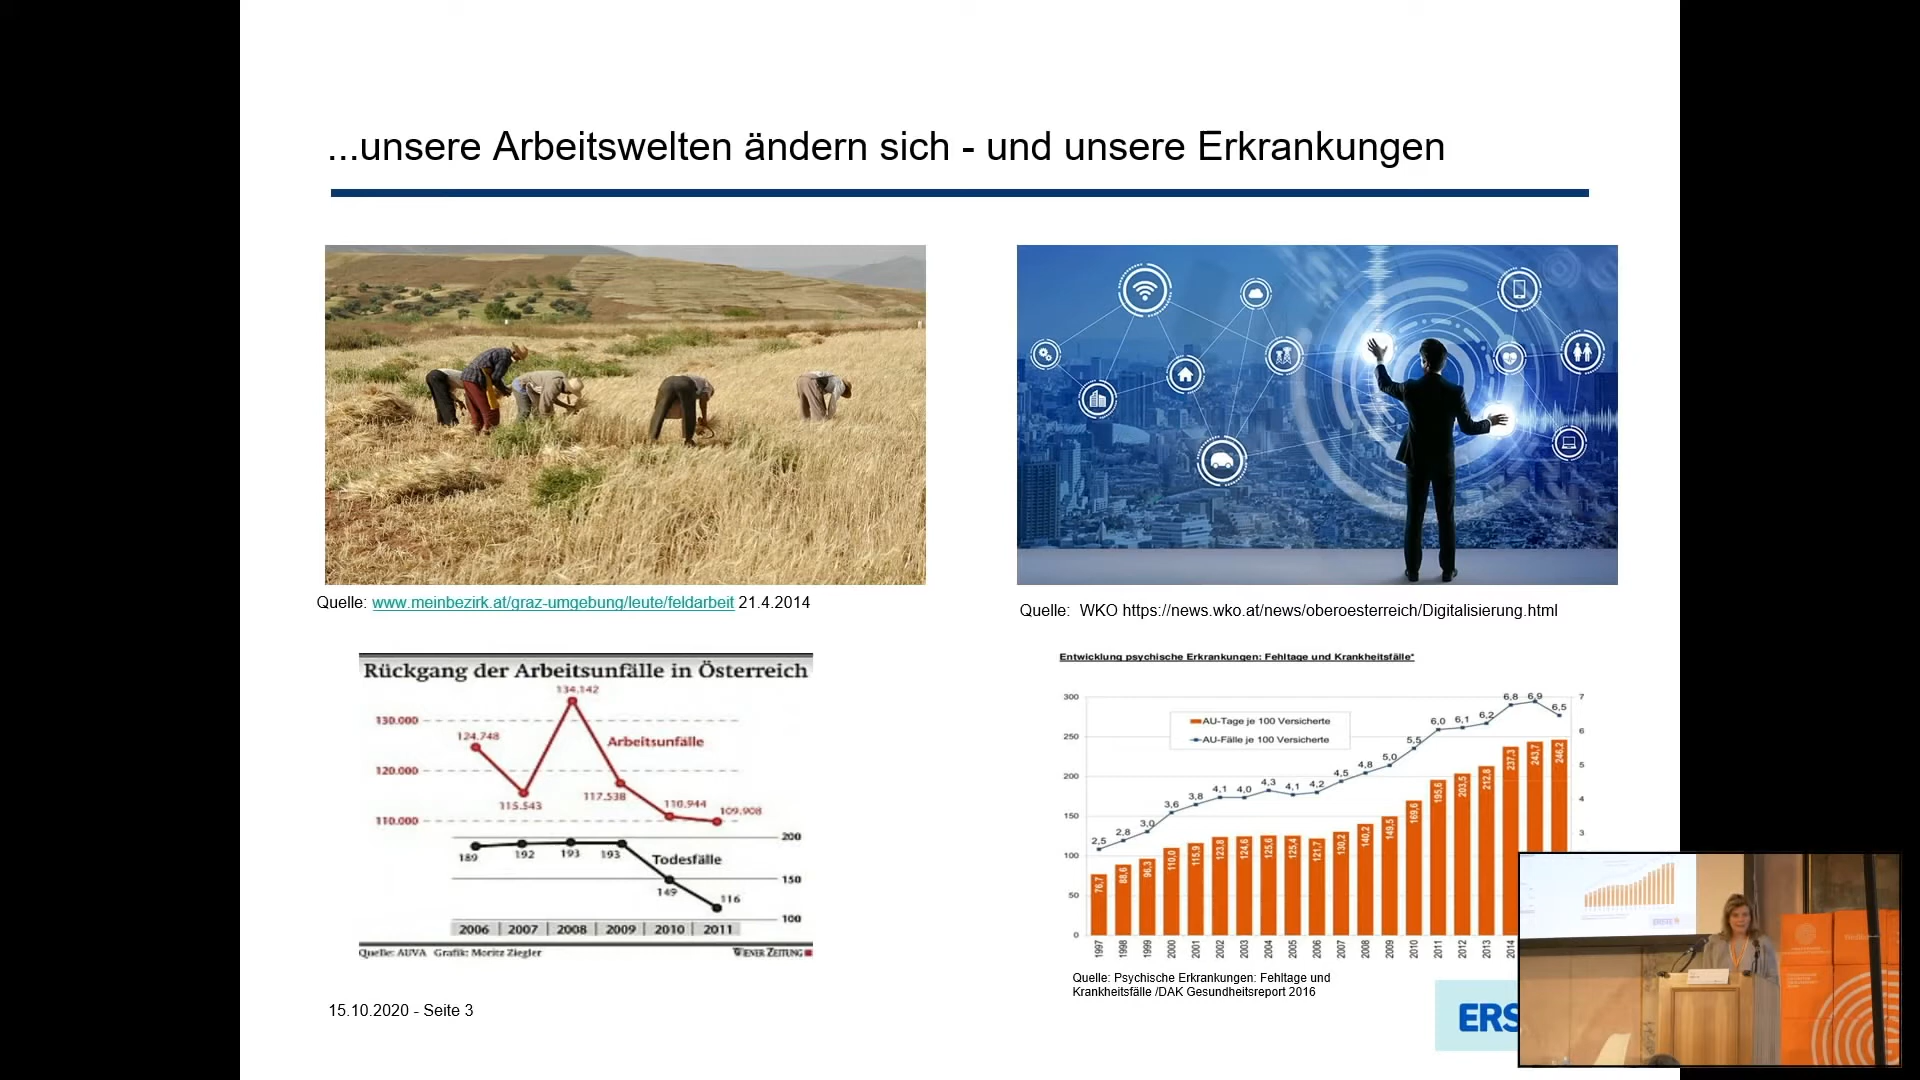 ...unsere Arbeitswelten ändern sich - und unsere Erkrankungen
Quelle: www.meinbezirk.at/graz-umgebung/leute/feldarbeit 21.4.2014
Quelle: WKO https://news.wko.at/news/oberoesterreich/Digitalisierung.html
Rückgang der Arbeitsunfälle in Österreich
134.142
130.000
124.748
Arbeitsunfälle
120.000
115.543
117.538
110.944
109.908
110.000
200
189
192
193
193
Todesfälle
150
149
116
100
2006 2007 2008 2009 2010 2011
Quelle: AUVA Grafik: Moritz Ziegler
WIENER ZEITUNG
Entwicklung psychische Erkrankungen: Fehltage und Krankheitsfälle*
300
250
200
150
100
50
0
7
6
5
4
3
AU-Tage je 100 Versicherte
AU-Fälle je 100 Versicherte
2,5 2,8 3,0 3,6 3,8 4,1 4,0 4,3 4,1 4,2 4,5 4,8 5,0 5,5 6,0 6,1 6,2 6,8 6,9 6,5
76,7 88,6 96,3 110,0 115,9 123,8 124,6 125,6 125,4 121,7 130,2 140,2 149,5 169,6 195,6 203,5 212,8 237,3 243,7 246,2
1997 1998 1999 2000 2001 2002 2003 2004 2005 2006 2007 2008 2009 2010 2011 2012 2013 2014
Quelle: Psychische Erkrankungen: Fehltage und
Krankheitsfälle /DAK Gesundheitsreport 2016
15.10.2020 - Seite 3
ERS
ERSTE